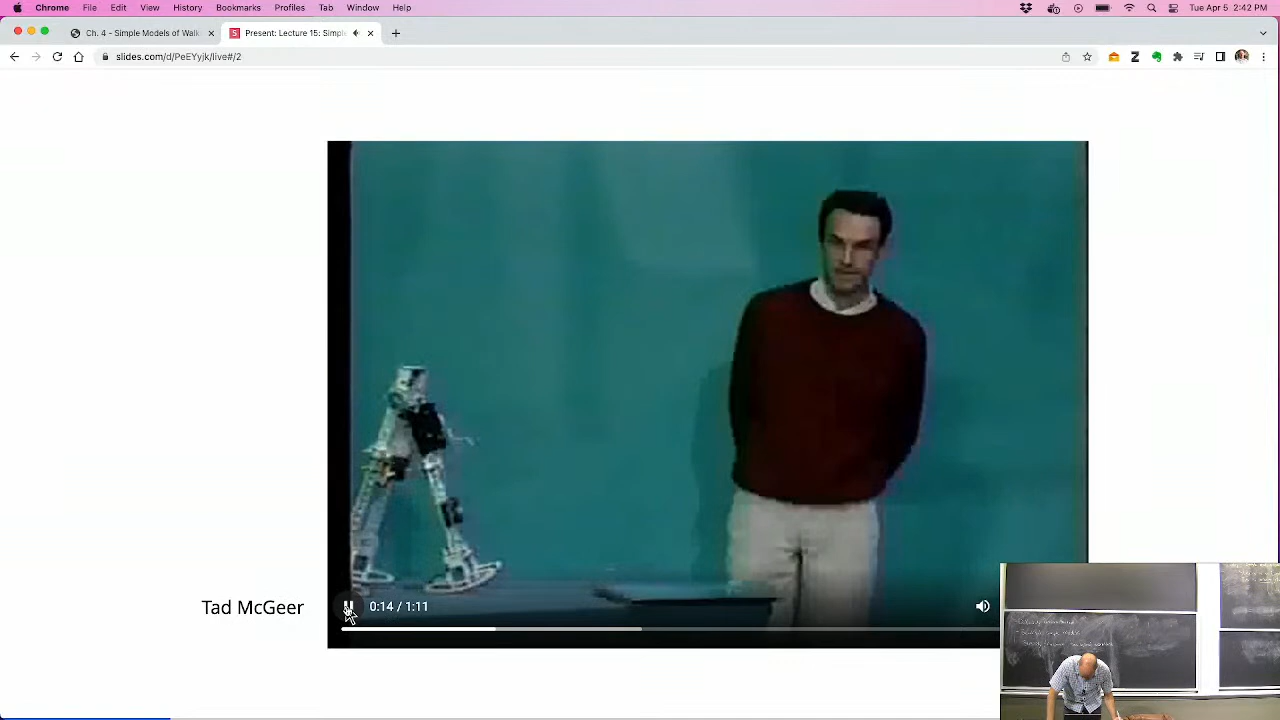 Chrome File Edit View History Bookmarks Profiles Tab Window Help Tue Apr 5 2:42 PM
Ch. 4 - Simple Models of Walk Present: Lecture 15: Simple
slides.com/d/PeEYyjk/live#/2
Tad McGeer
0:14 / 1:11